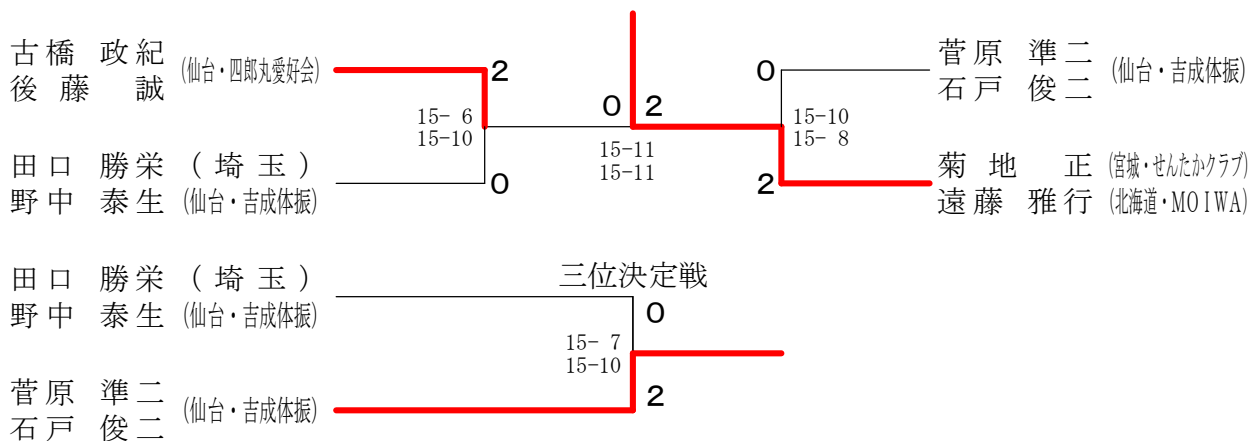 古橋 政紀
後藤 誠 (仙台・四郎丸愛好会)
2
15- 6
15-10
田口 勝栄 (埼玉)
野中 泰生 (仙台・吉成体振)
0
0 2
15-11
15-11
0
菅原 準二
石戸 俊二 (仙台・吉成体振)
15-10
15- 8
2
菊地 正 (宮城・せんたかクラブ)
遠藤 雅行 (北海道・MOIWA)
田口 勝栄 (埼玉)
野中 泰生 (仙台・吉成体振)
三位決定戦
0
15- 7
15-10
2
菅原 準二
石戸 俊二 (仙台・吉成体振)